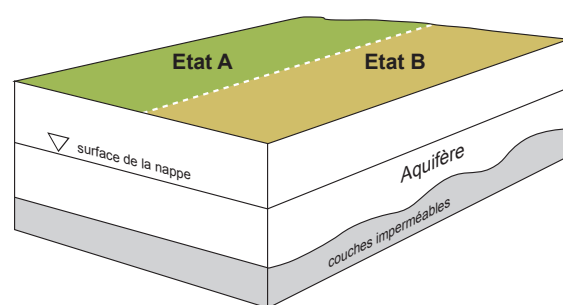 Etat A
Etat B
surface de la nappe
Aquifère
couches imperméables